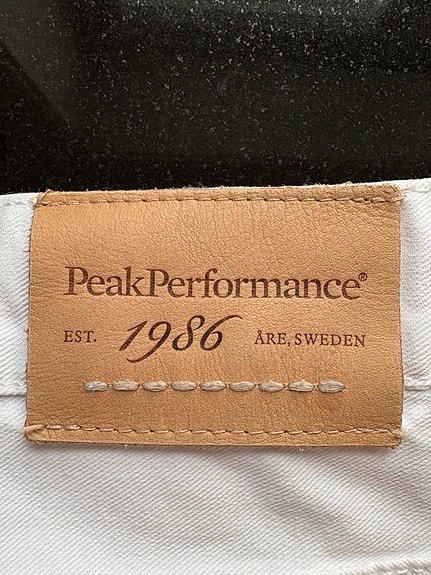 PeakPerformance®
EST. 1986 ÅRE, SWEDEN